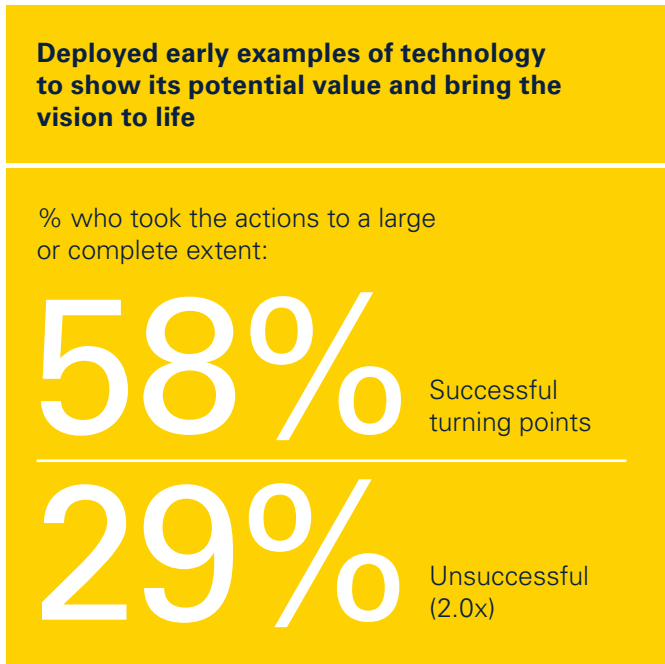 Deployed early examples of technology
to show its potential value and bring the
vision to life
% who took the actions to a large
or complete extent:
58%
Successful
turning points
29%
Unsuccessful
(2.0x)